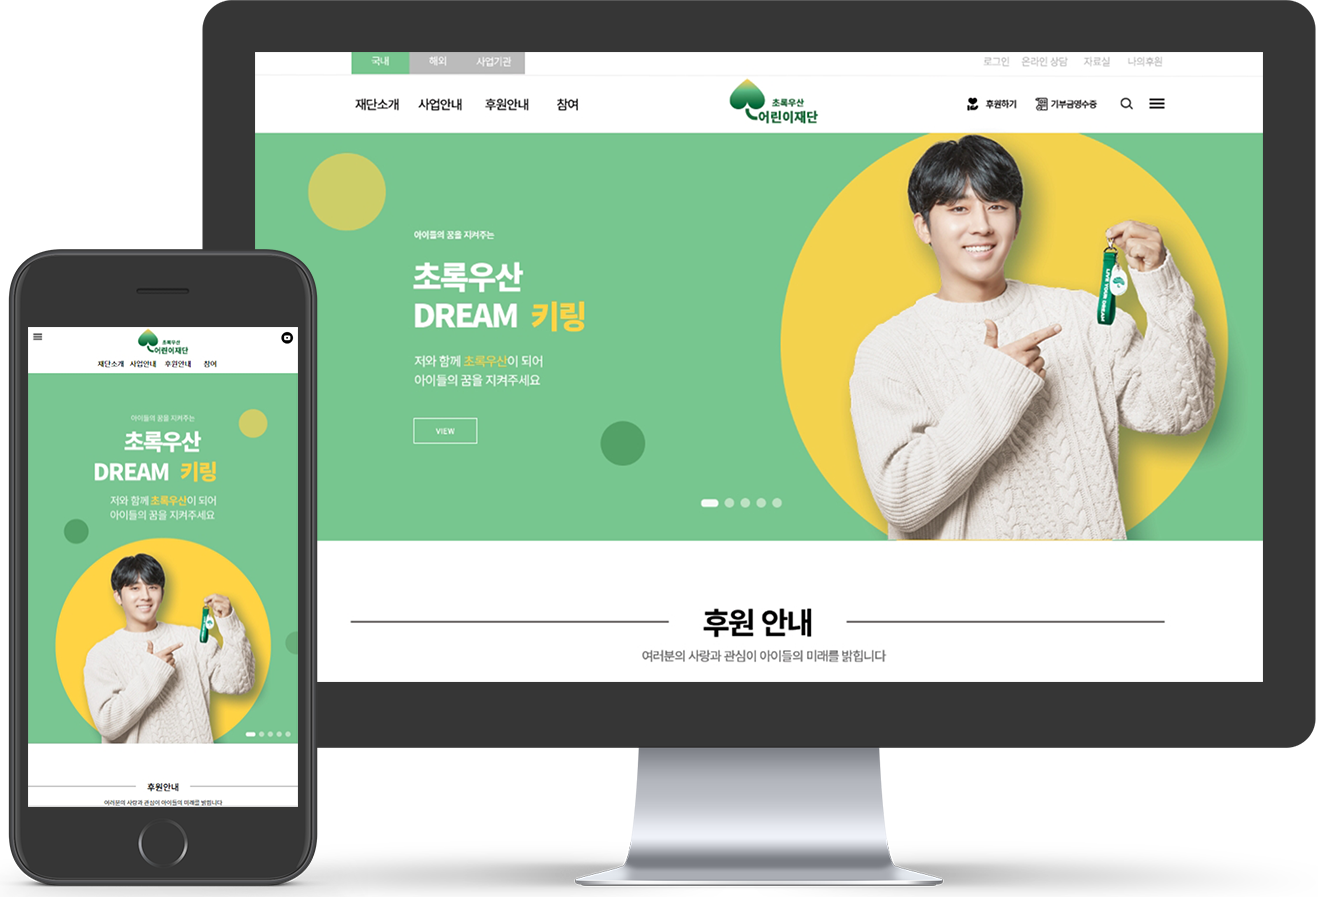 국내 해외 사업기관 로그인 온라인 상담 자료실 나의후원
재단소개 사업안내 후원안내 참여
초록우산
어린이재단
후원하기 기부금영수증
아이들의 꿈을 지켜주는
초록우산
DREAM 키링
저와 함께 초록우산이 되어
아이들의 꿈을 지켜주세요
VIEW
LIVE YOUR DREAM
후원 안내
여러분의 사랑과 관심이 아이들의 미래를 밝힙니다
초록우산
어린이재단
재단소개 사업안내 후원안내 참여
아이들의 꿈을 지켜주는
초록우산
DREAM 키링
저와 함께 초록우산이 되어
아이들의 꿈을 지켜주세요
후원안내
여러분의 사랑과 관심이 아이들의 미래를 밝힙니다